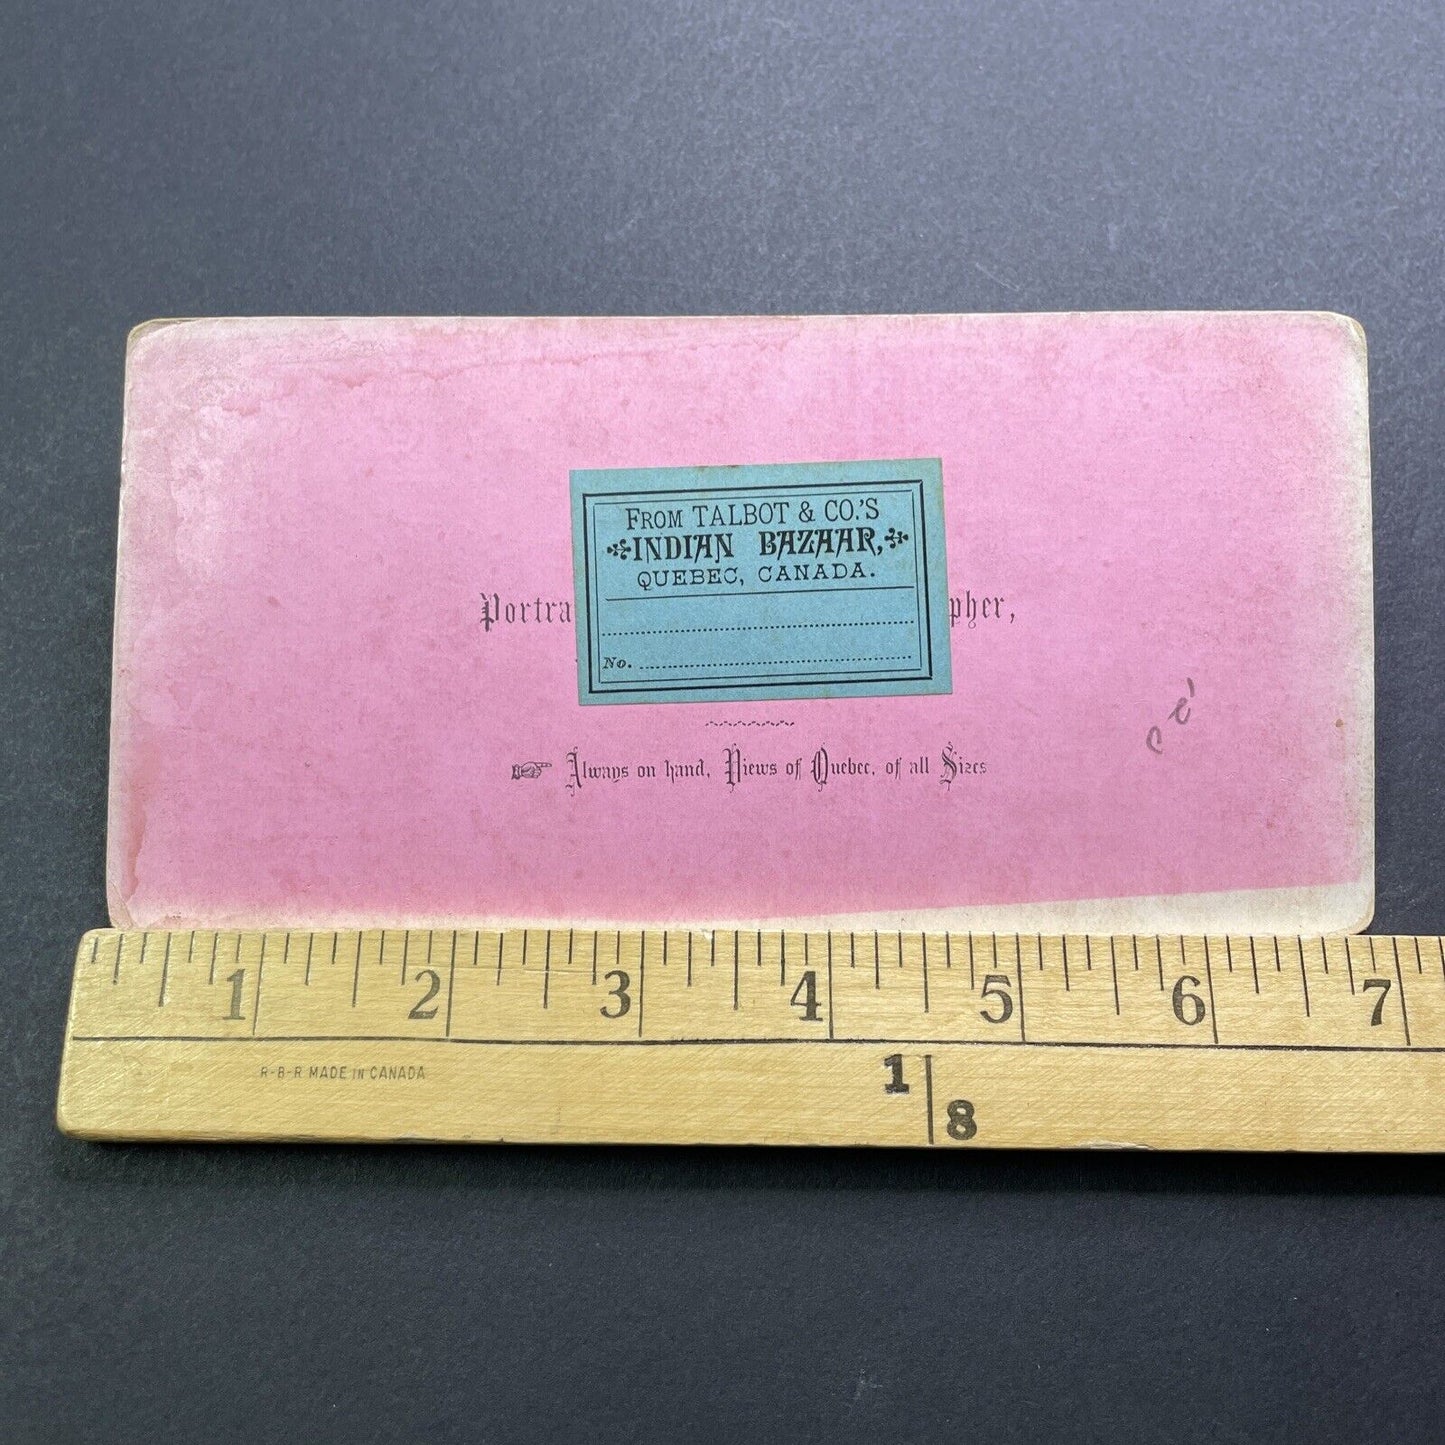 FROM TALBOT & CO.'S
INDIAN BAZAAR,
QUEBEC, CANADA.
No.
Portra pher,
Always on hand, Views of Quebec, of all Sizes
1 2 3 4 5 6 7
R-B-R MADE IN CANADA
1
8